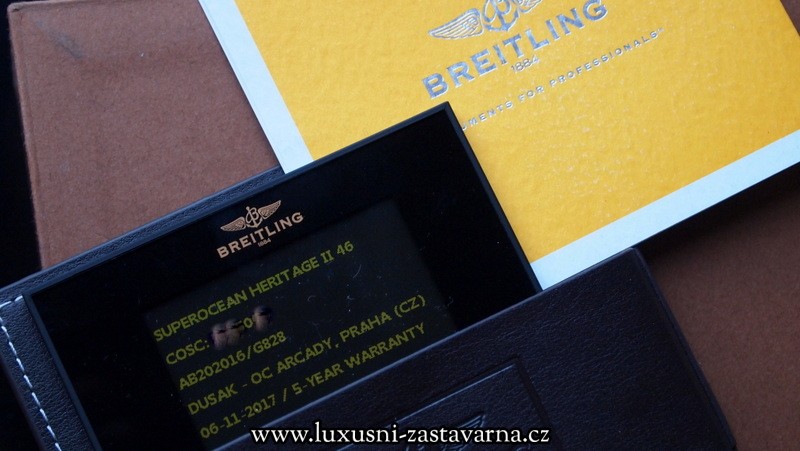 BREITLING
1884
INSTRUMENTS FOR PROFESSIONALS
BREITLING
1884
SUPEROCEAN HERITAGE II 46
COSC:
AB202016/G828
DUSAK - OC ARCADY, PRAHA (CZ)
06-11-2017 / 5-YEAR WARRANTY
www.luxusni-zastavarna.cz